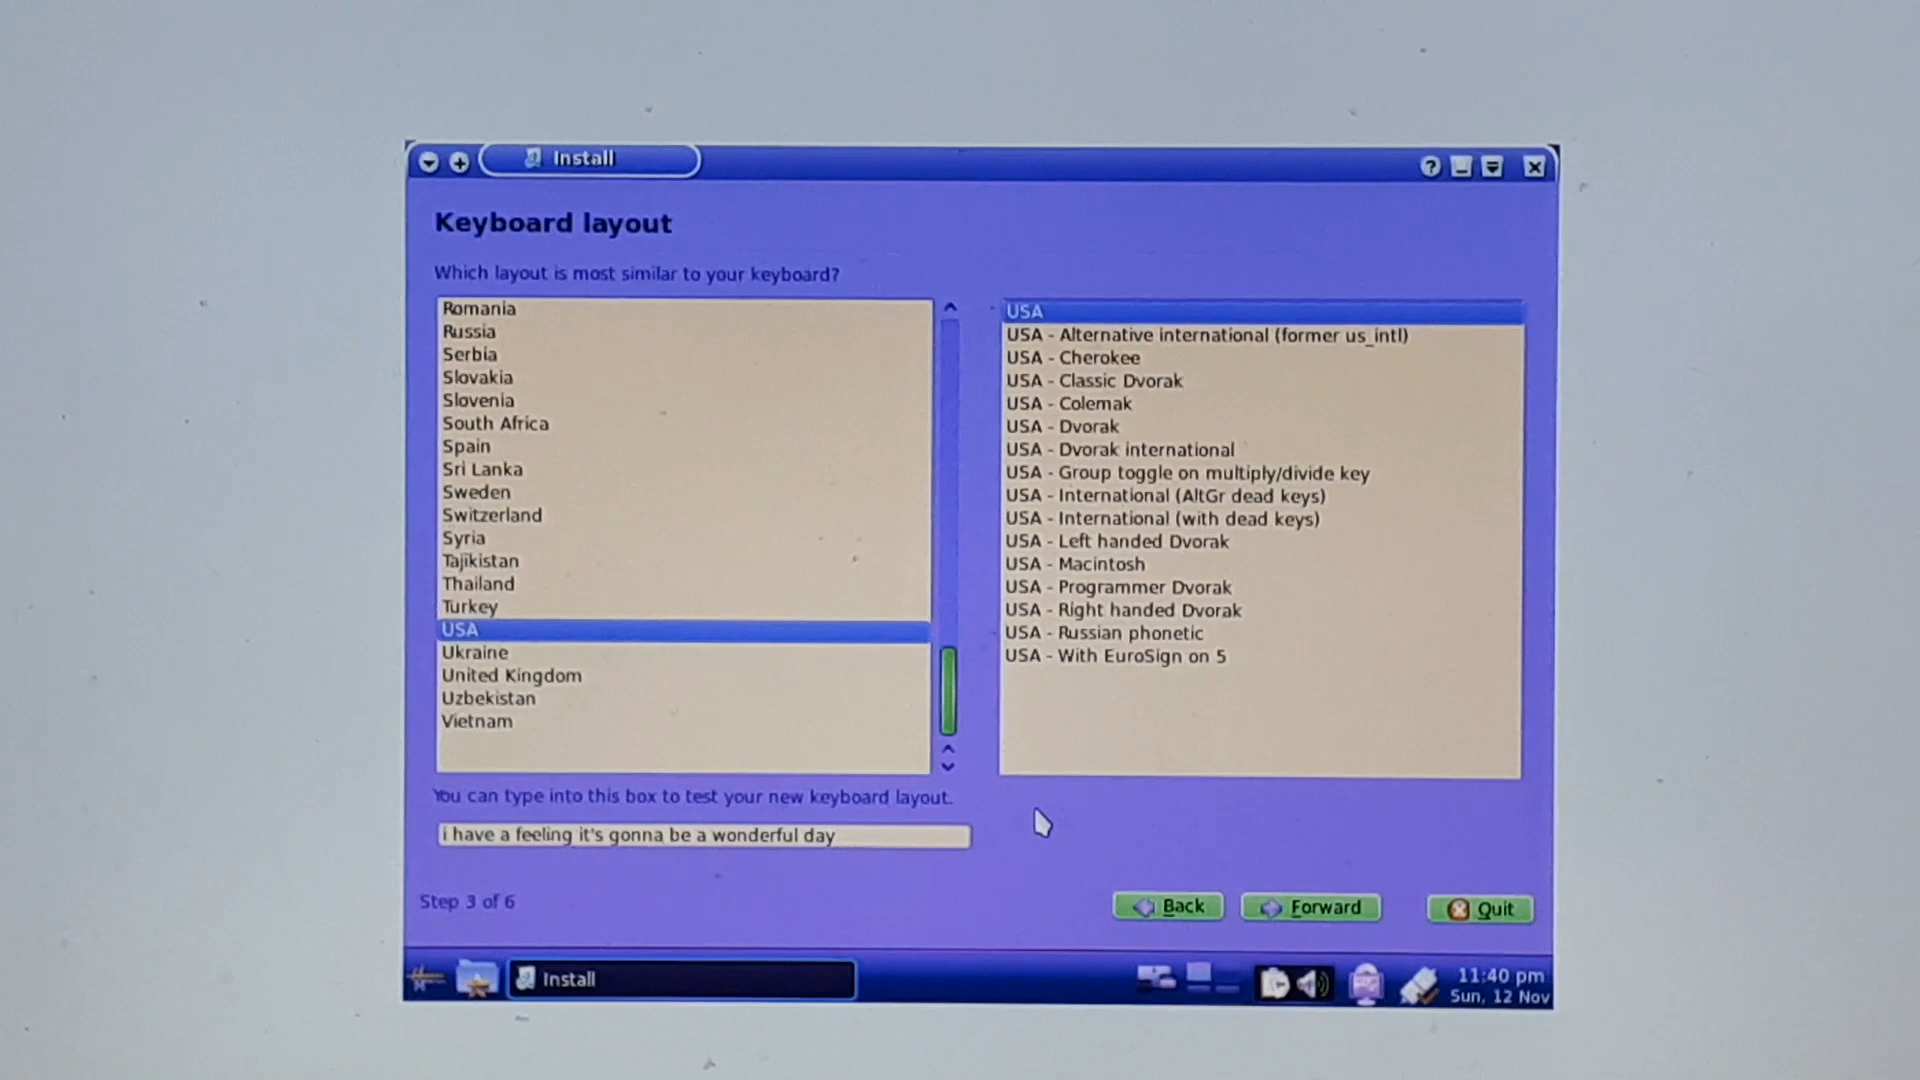 Install
Keyboard layout
Which layout is most similar to your keyboard?
Romania
Russia
Serbia
Slovakia
Slovenia
South Africa
Spain
Sri Lanka
Sweden
Switzerland
Syria
Tajikistan
Thailand
Turkey
USA
Ukraine
United Kingdom
Uzbekistan
Vietnam
USA
USA - Alternative international (former us_intl)
USA - Cherokee
USA - Classic Dvorak
USA - Colemak
USA - Dvorak
USA - Dvorak international
USA - Group toggle on multiply/divide key
USA - International (AltGr dead keys)
USA - International (with dead keys)
USA - Left handed Dvorak
USA - Macintosh
USA - Programmer Dvorak
USA - Right handed Dvorak
USA - Russian phonetic
USA - With EuroSign on 5
You can type into this box to test your new keyboard layout.
i have a feeling it's gonna be a wonderful day
Step 3 of 6
Back
Forward
Quit
Install
11:40 pm
Sun, 12 Nov